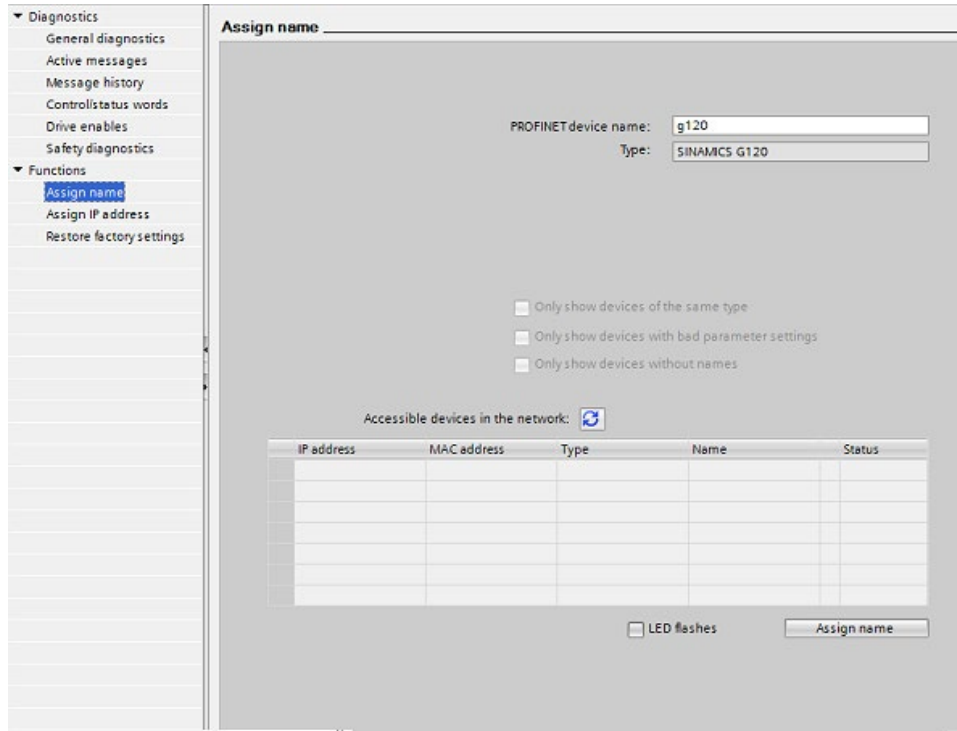 Diagnostics
General diagnostics
Active messages
Message history
Control/status words
Drive enables
Safety diagnostics
Functions
Assign name
Assign IP address
Restore factory settings
Assign name
PROFINET device name: g120
Type: SINAMICS G120
Only show devices of the same type
Only show devices with bad parameter settings
Only show devices without names
Accessible devices in the network:
IP address MAC address Type Name Status
LED flashes Assign name